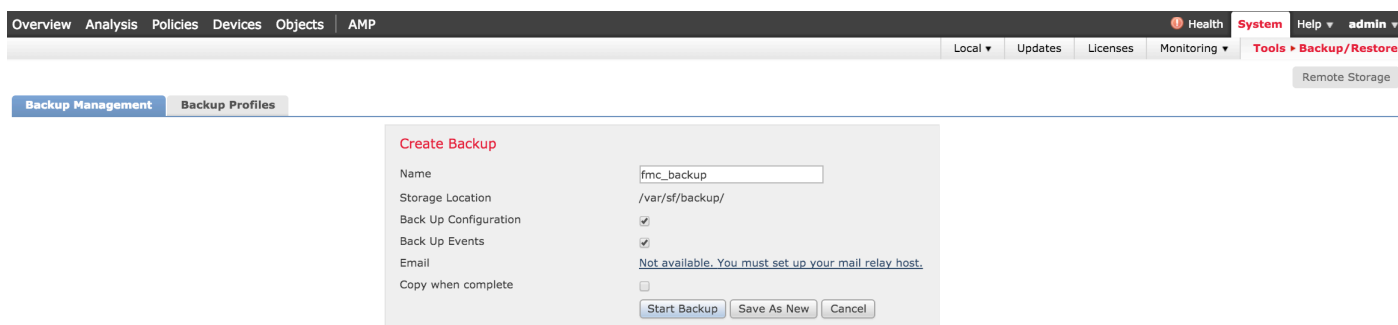 Overview Analysis Policies Devices Objects AMP Health System Help ▾ admin ▾
Local ▾ Updates Licenses Monitoring ▾ Tools ▸ Backup/Restore
Remote Storage
Backup Management Backup Profiles
Create Backup
Name fmc_backup
Storage Location /var/sf/backup/
Back Up Configuration
Back Up Events
Email Not available. You must set up your mail relay host.
Copy when complete
Start Backup Save As New Cancel